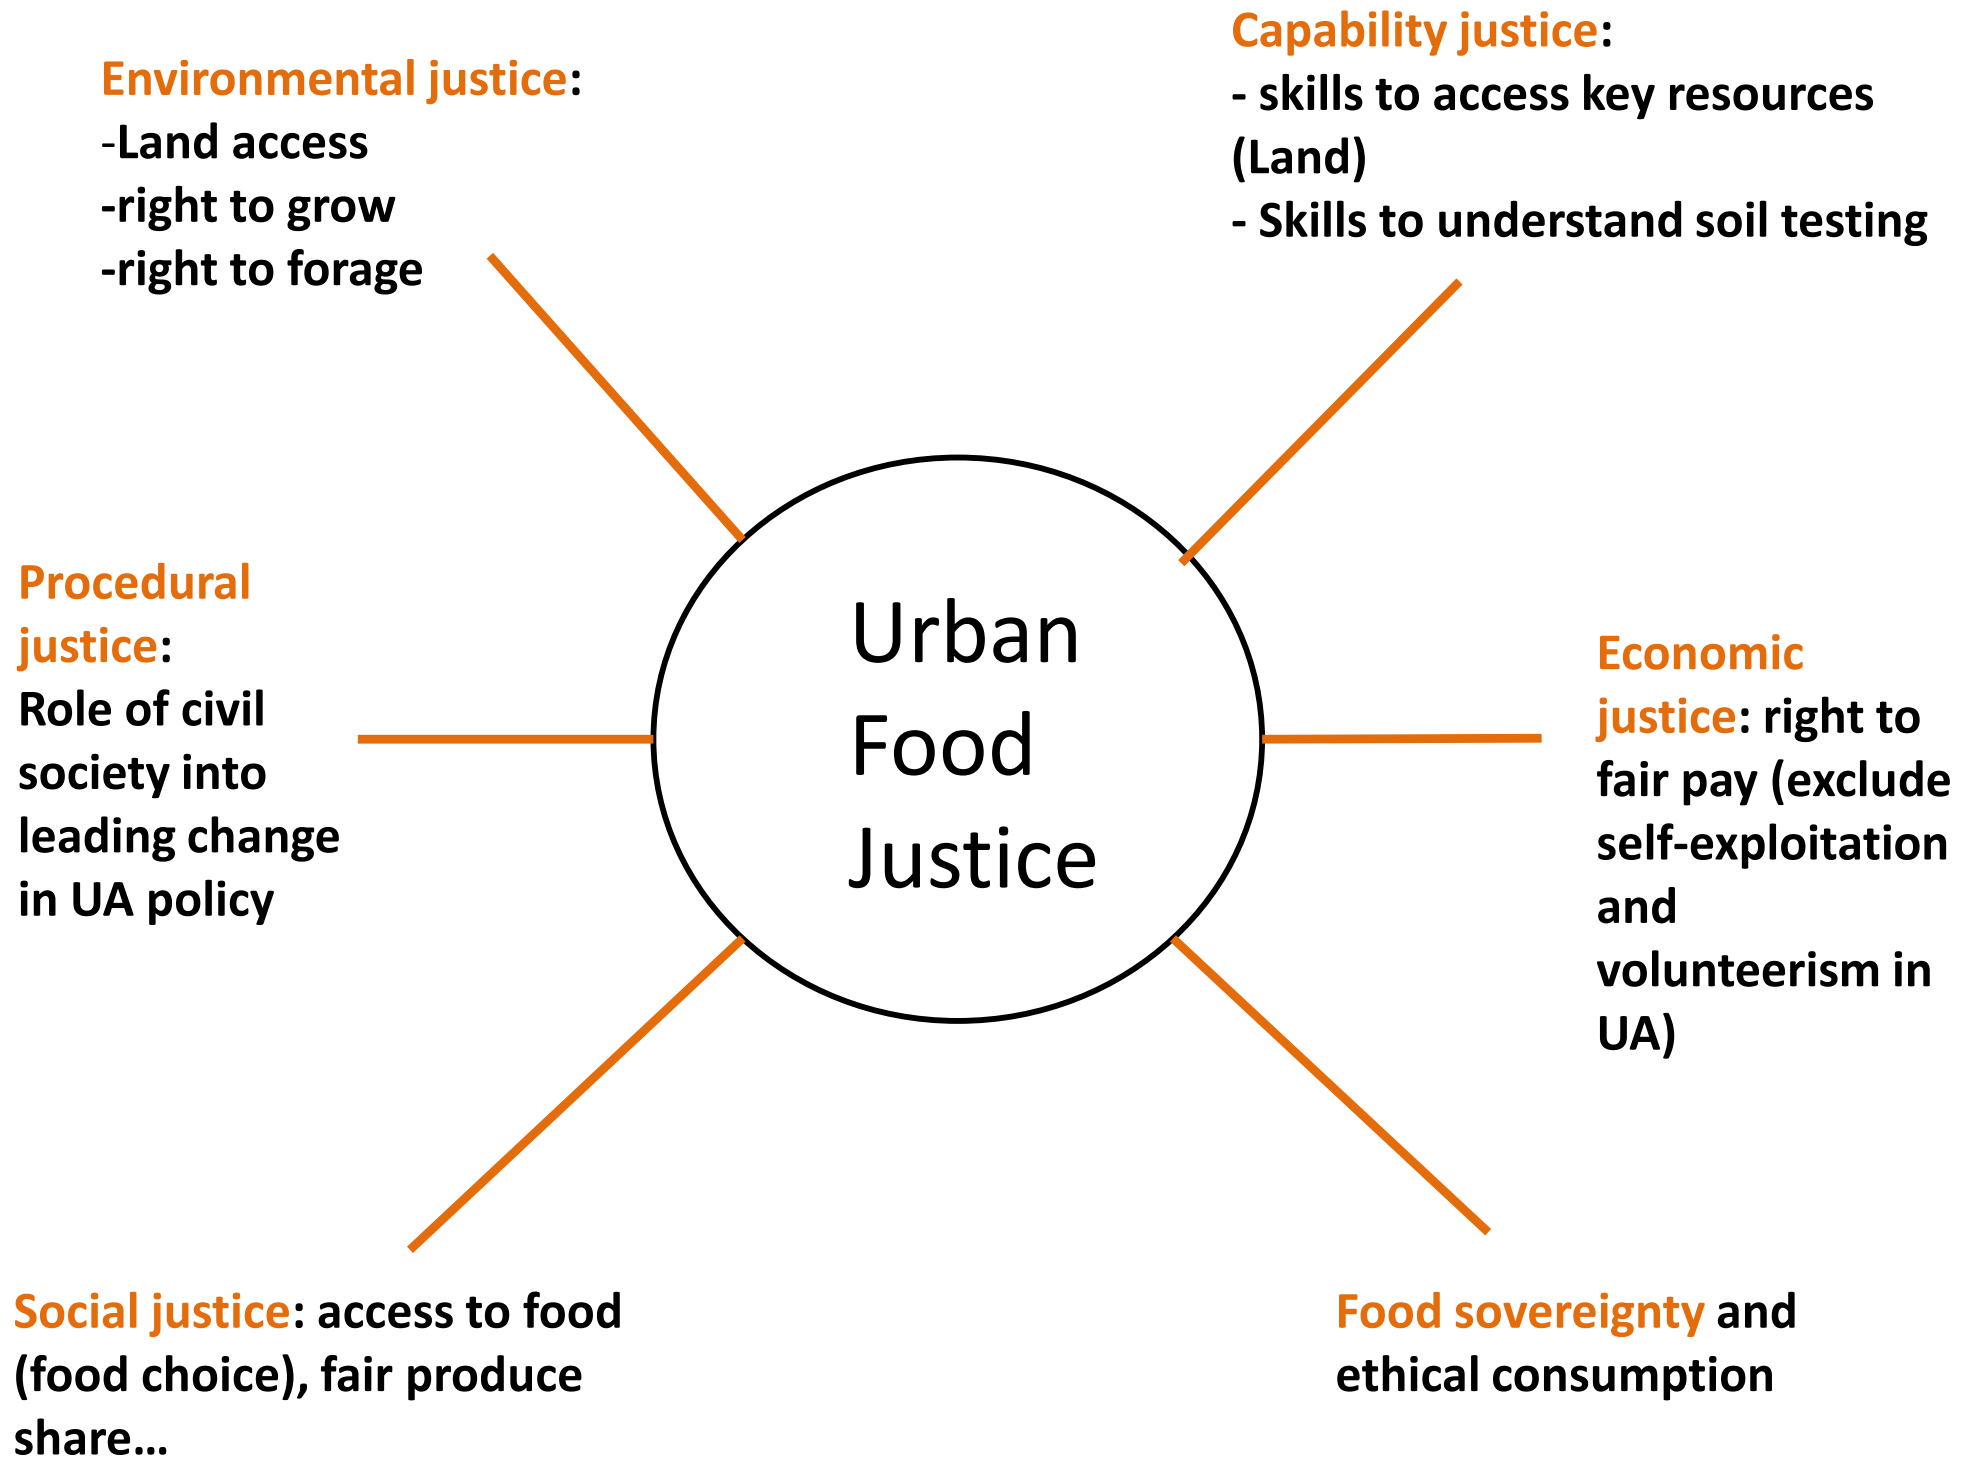 Environmental justice:
-Land access
-right to grow
-right to forage
Capability justice:
- skills to access key resources
(Land)
- Skills to understand soil testing
Procedural
justice:
Role of civil
society into
leading change
in UA policy
Urban
Food
Justice
Economic
justice: right to
fair pay (exclude
self-exploitation
and
volunteerism in
UA)
Social justice: access to food
(food choice), fair produce
share...
Food sovereignty and
ethical consumption